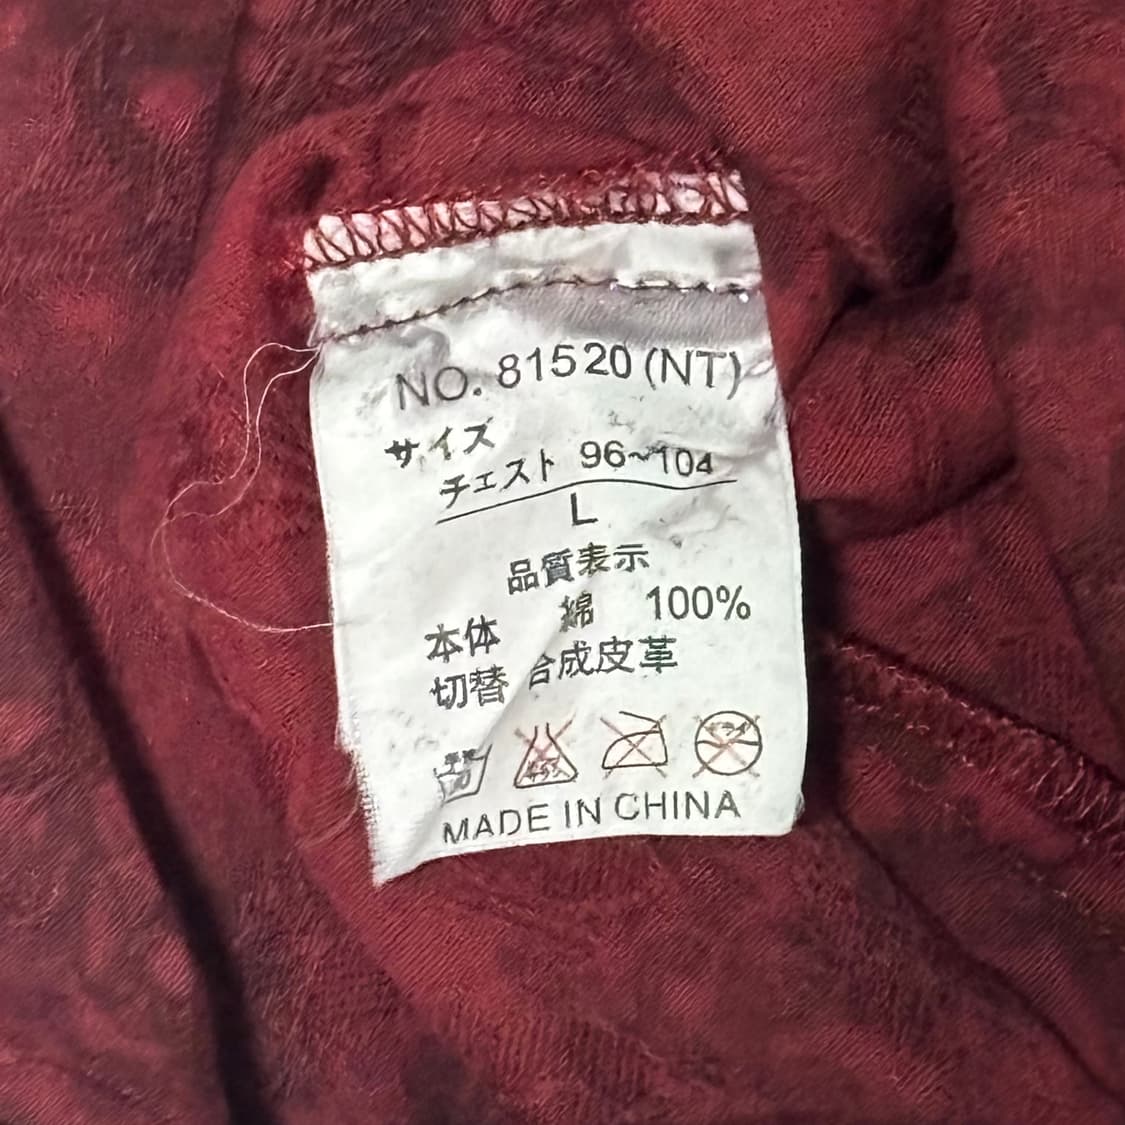 NO. 81520 (NT)
サイズ
チェスト 96~104
L
品質表示
本体 綿 100%
切替 合成皮革
MADE IN CHINA